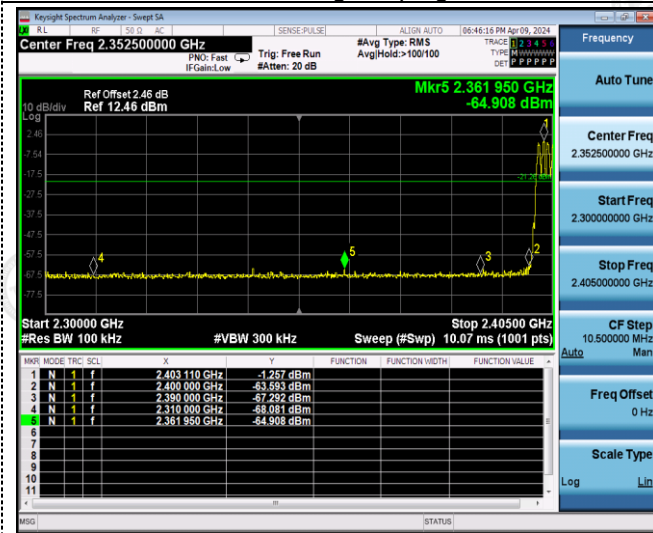 Keysight Spectrum Analyzer - Swept SA
RL RF 50 Ω AC SENSE:PULSE ALIGN AUTO 06:46:16 PM Apr 09, 2024
Center Freq 2.352500000 GHz #Avg Type: RMS TRACE 1 2 3 4 5 6
PNO: Fast Trig: Free Run Avg|Hold:>100/100 TYPE M WWWWW
IFGain:Low #Atten: 20 dB DET P P P P P P
Mkr5 2.361 950 GHz
-64.908 dBm
Ref Offset 2.46 dB
10 dB/div Ref 12.46 dBm
Log
2.46
-7.54
-17.5
-27.5
-37.5
-47.5
-57.5
-67.5
-77.5
1
2
3
4
5
Start 2.30000 GHz Stop 2.40500 GHz
#Res BW 100 kHz #VBW 300 kHz Sweep (#Swp) 10.07 ms (1001 pts)
MKR MODE TRC SCL X Y FUNCTION FUNCTION WIDTH FUNCTION VALUE
1 N 1 f 2.403 110 GHz -1.257 dBm
2 N 1 f 2.400 000 GHz -63.593 dBm
3 N 1 f 2.390 000 GHz -67.292 dBm
4 N 1 f 2.310 000 GHz -68.081 dBm
5 N 1 f 2.361 950 GHz -64.908 dBm
6
7
8
9
10
11
MSG STATUS
Frequency
Auto Tune
Center Freq
2.352500000 GHz
Start Freq
2.300000000 GHz
Stop Freq
2.405000000 GHz
CF Step
10.500000 MHz
Auto Man
Freq Offset
0 Hz
Scale Type
Log Lin